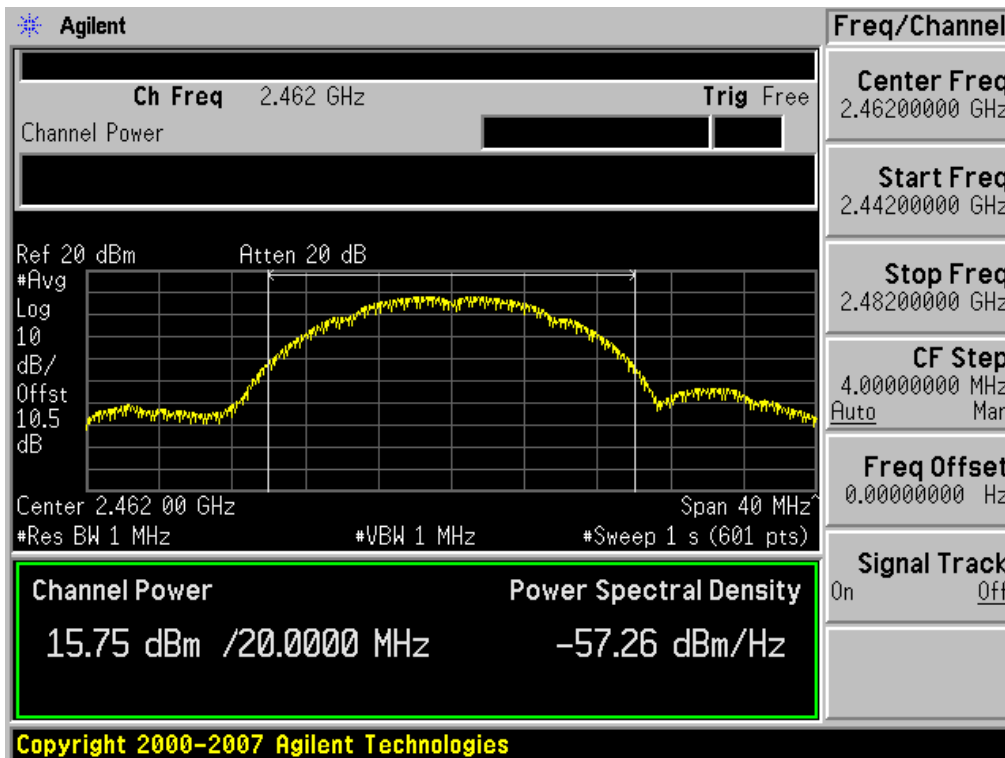 Agilent
Freq/Channel
Ch Freq 2.462 GHz Trig Free
Channel Power
Center Freq
2.46200000 GHz
Start Freq
2.44200000 GHz
Stop Freq
2.48200000 GHz
CF Step
4.00000000 MHz
Auto Man
Freq Offset
0.00000000 Hz
Signal Track
On Off
Ref 20 dBm Atten 20 dB
#Avg
Log
10
dB/
Offst
10.5
dB
Center 2.462 00 GHz Span 40 MHz^
#Res BW 1 MHz #VBW 1 MHz #Sweep 1 s (601 pts)
Channel Power Power Spectral Density
15.75 dBm /20.0000 MHz -57.26 dBm/Hz
Copyright 2000-2007 Agilent Technologies